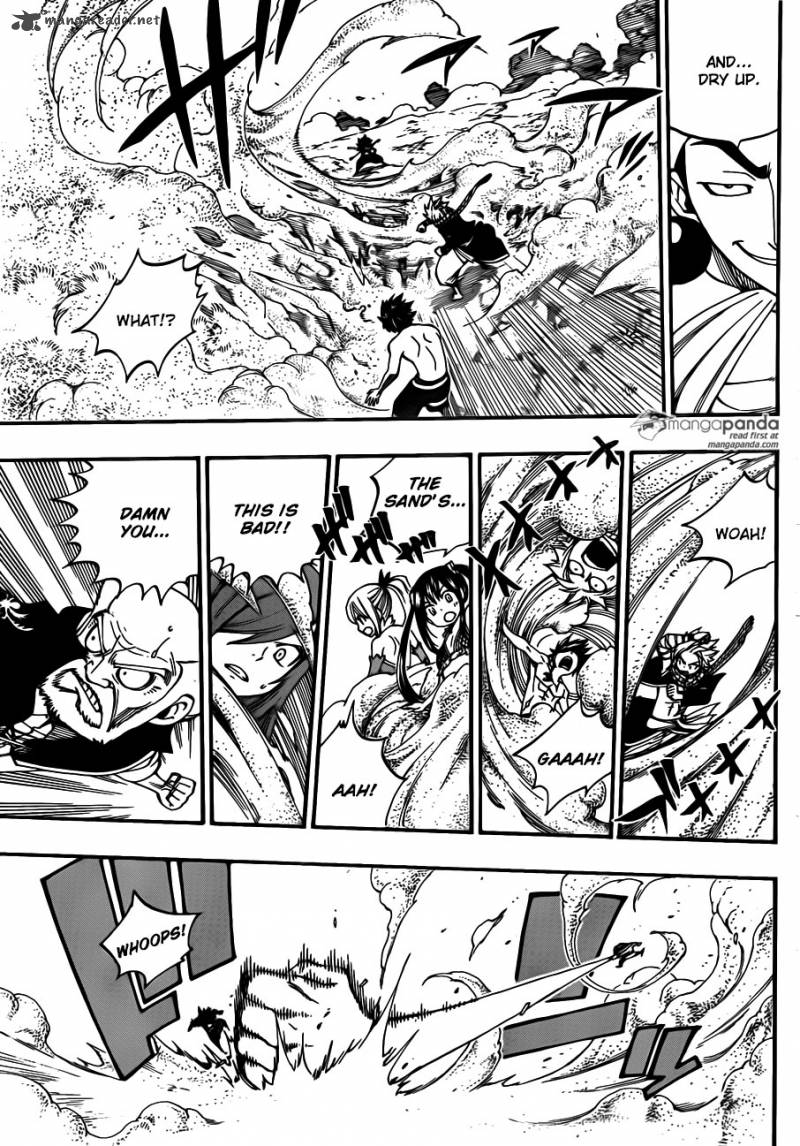 mangareader.net
AND...
DRY UP.
WHAT!?
mangapanda
read first at
mangapanda.com
WOAH!
GAAAH!
THE
SAND'S...
AAH!
THIS IS
BAD!!
DAMN
YOU...
WHOOPS!